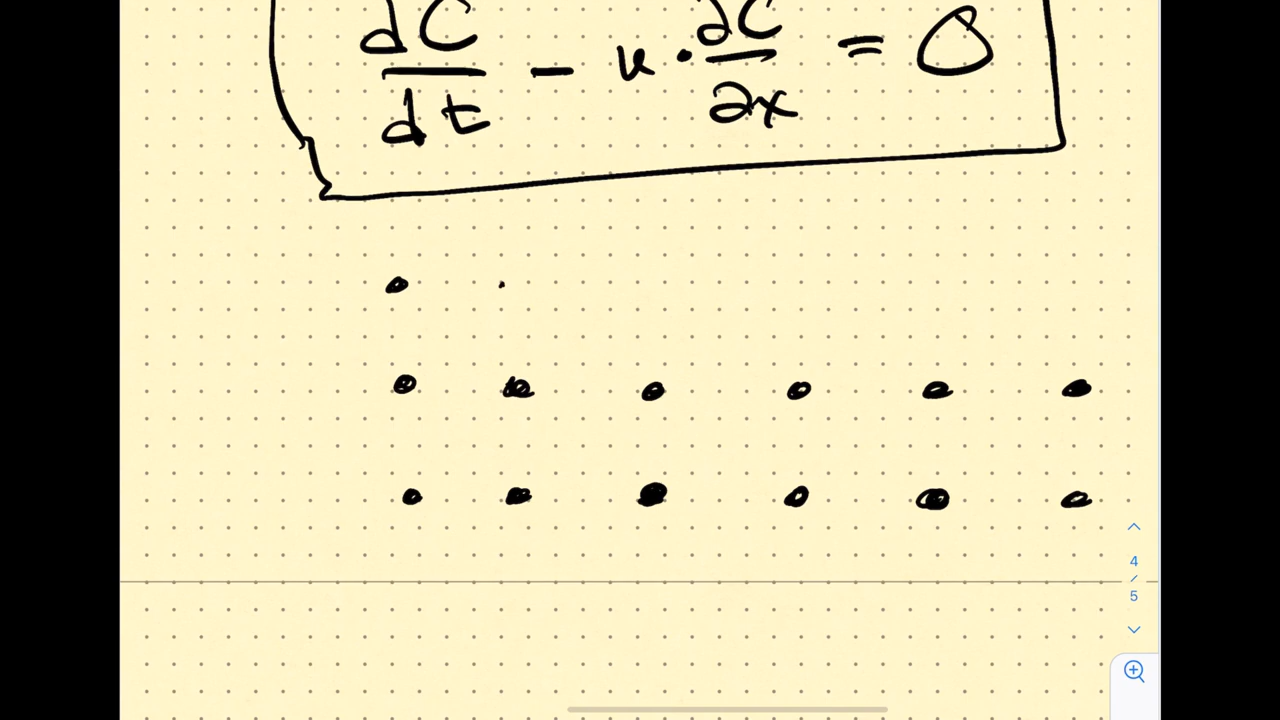 dC/dt - u · ∂C/∂x = 0
4
/
5